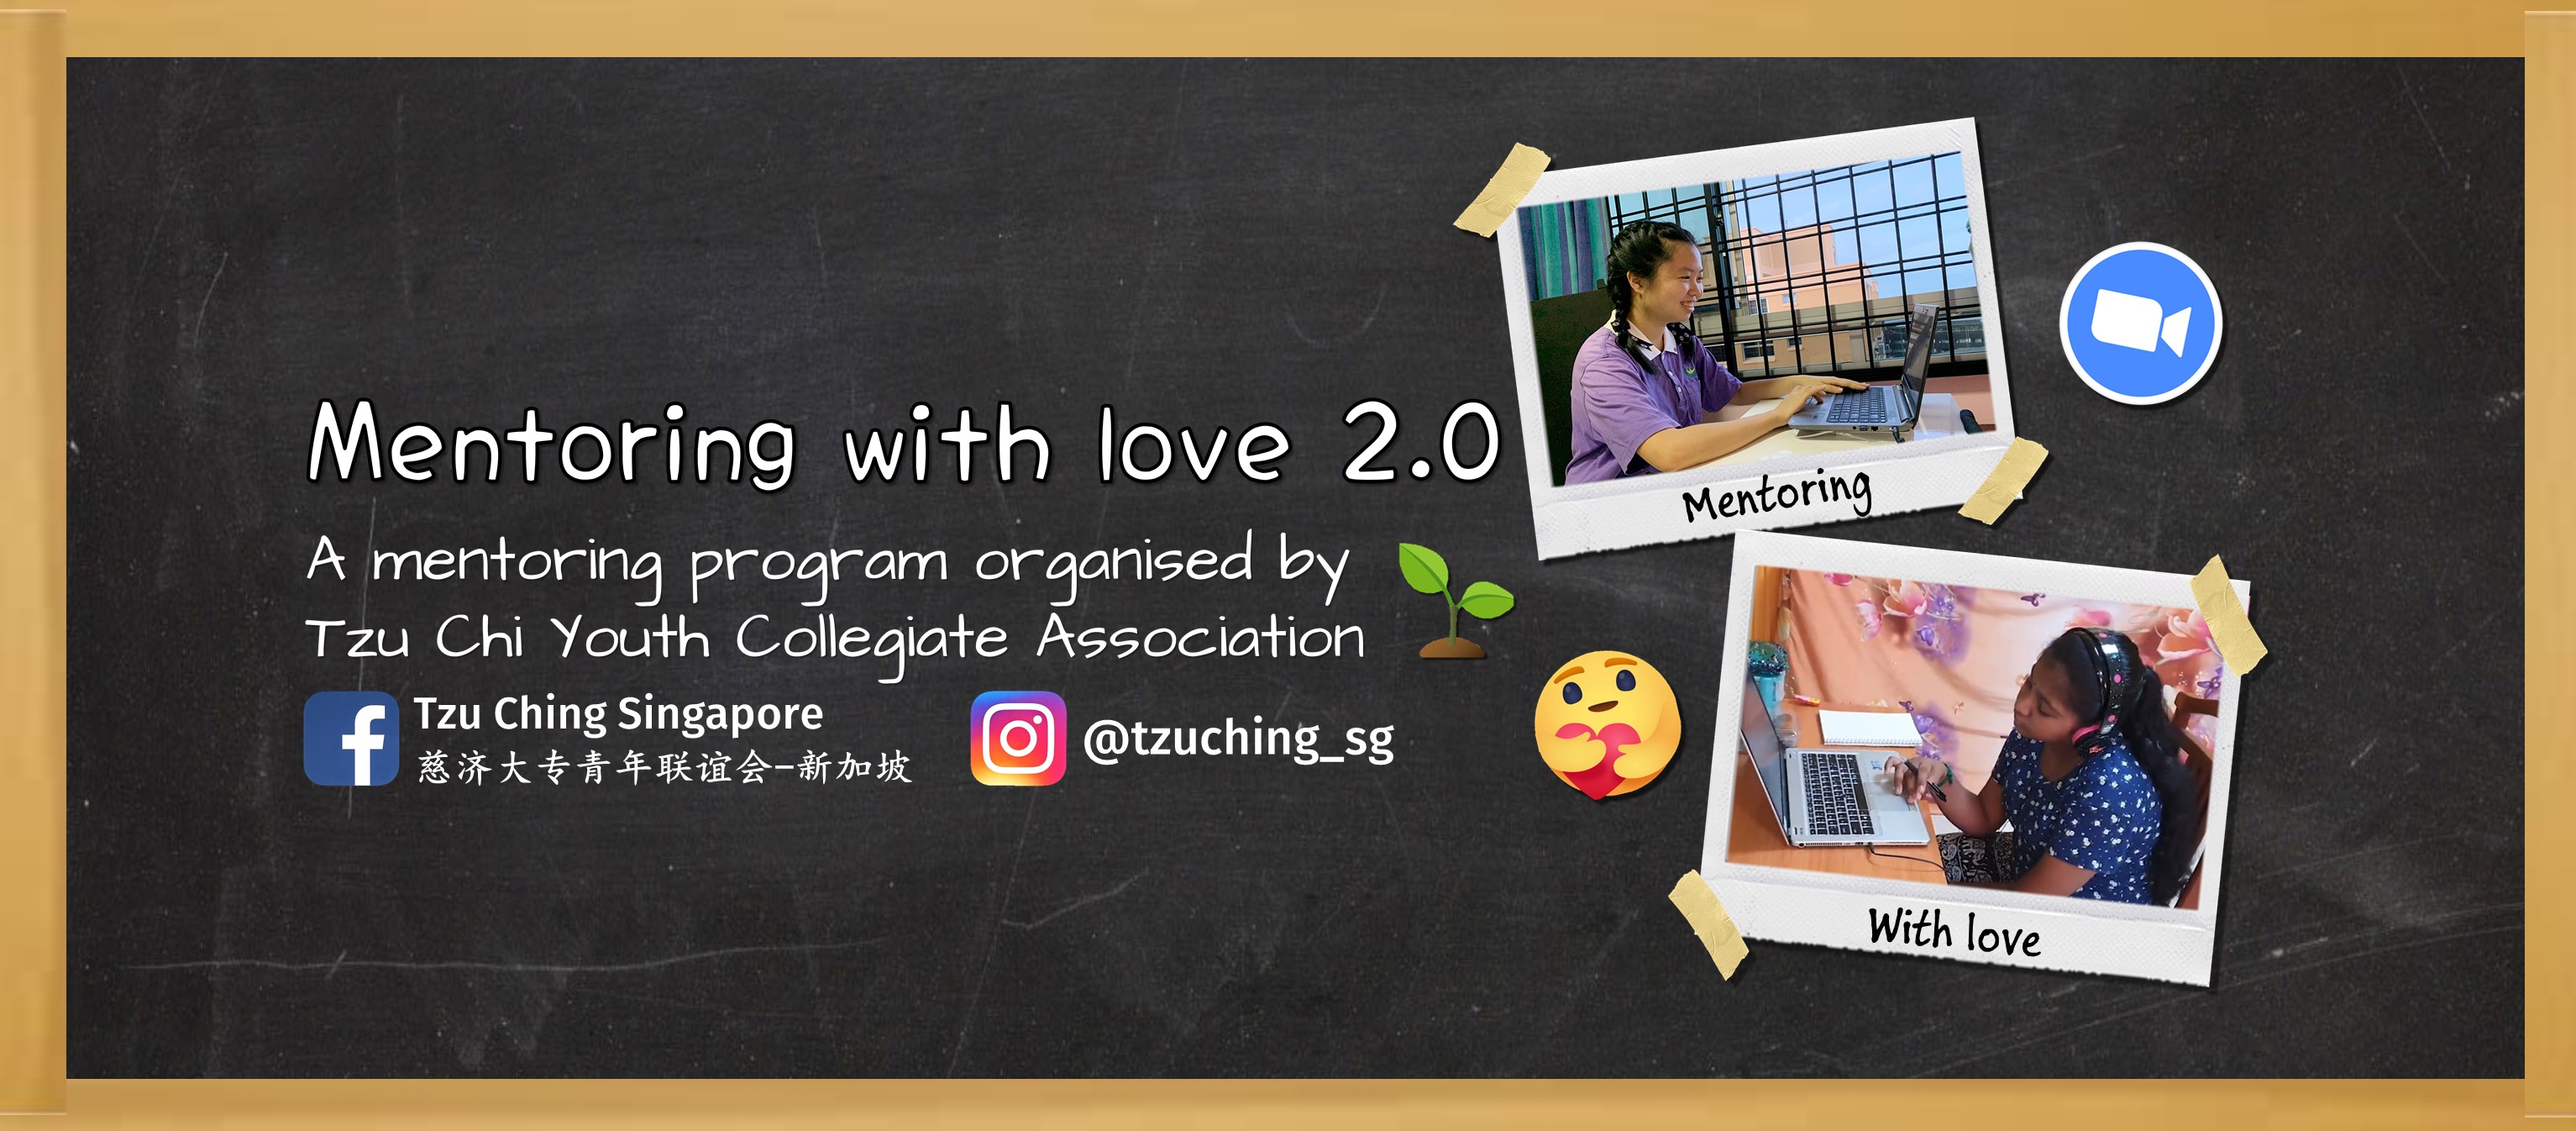 Mentoring with love 2.0
A mentoring program organised by
Tzu Chi Youth Collegiate Association
Tzu Ching Singapore
慈济大专青年联谊会-新加坡
@tzuching_sg
Mentoring
With love